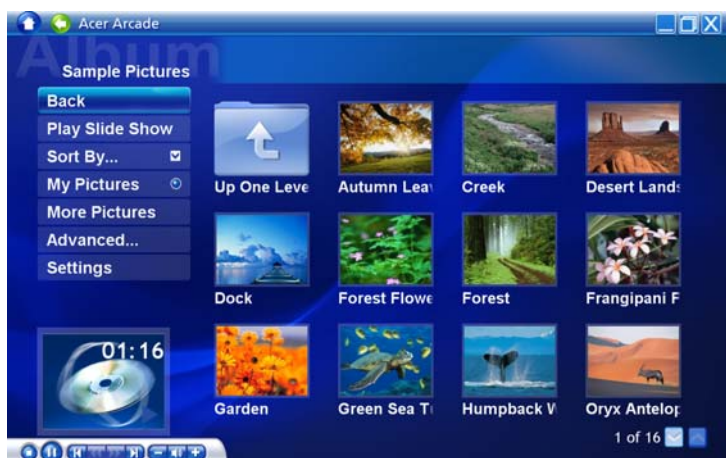 Acer Arcade
Album
Sample Pictures
Back
Play Slide Show
Sort By...
My Pictures
More Pictures
Advanced...
Settings
Up One Leve
Autumn Lea
Creek
Desert Lands
Dock
Forest Flowe
Forest
Frangipani F
Garden
Green Sea T
Humpback W
Oryx Antelop
01:16
1 of 16